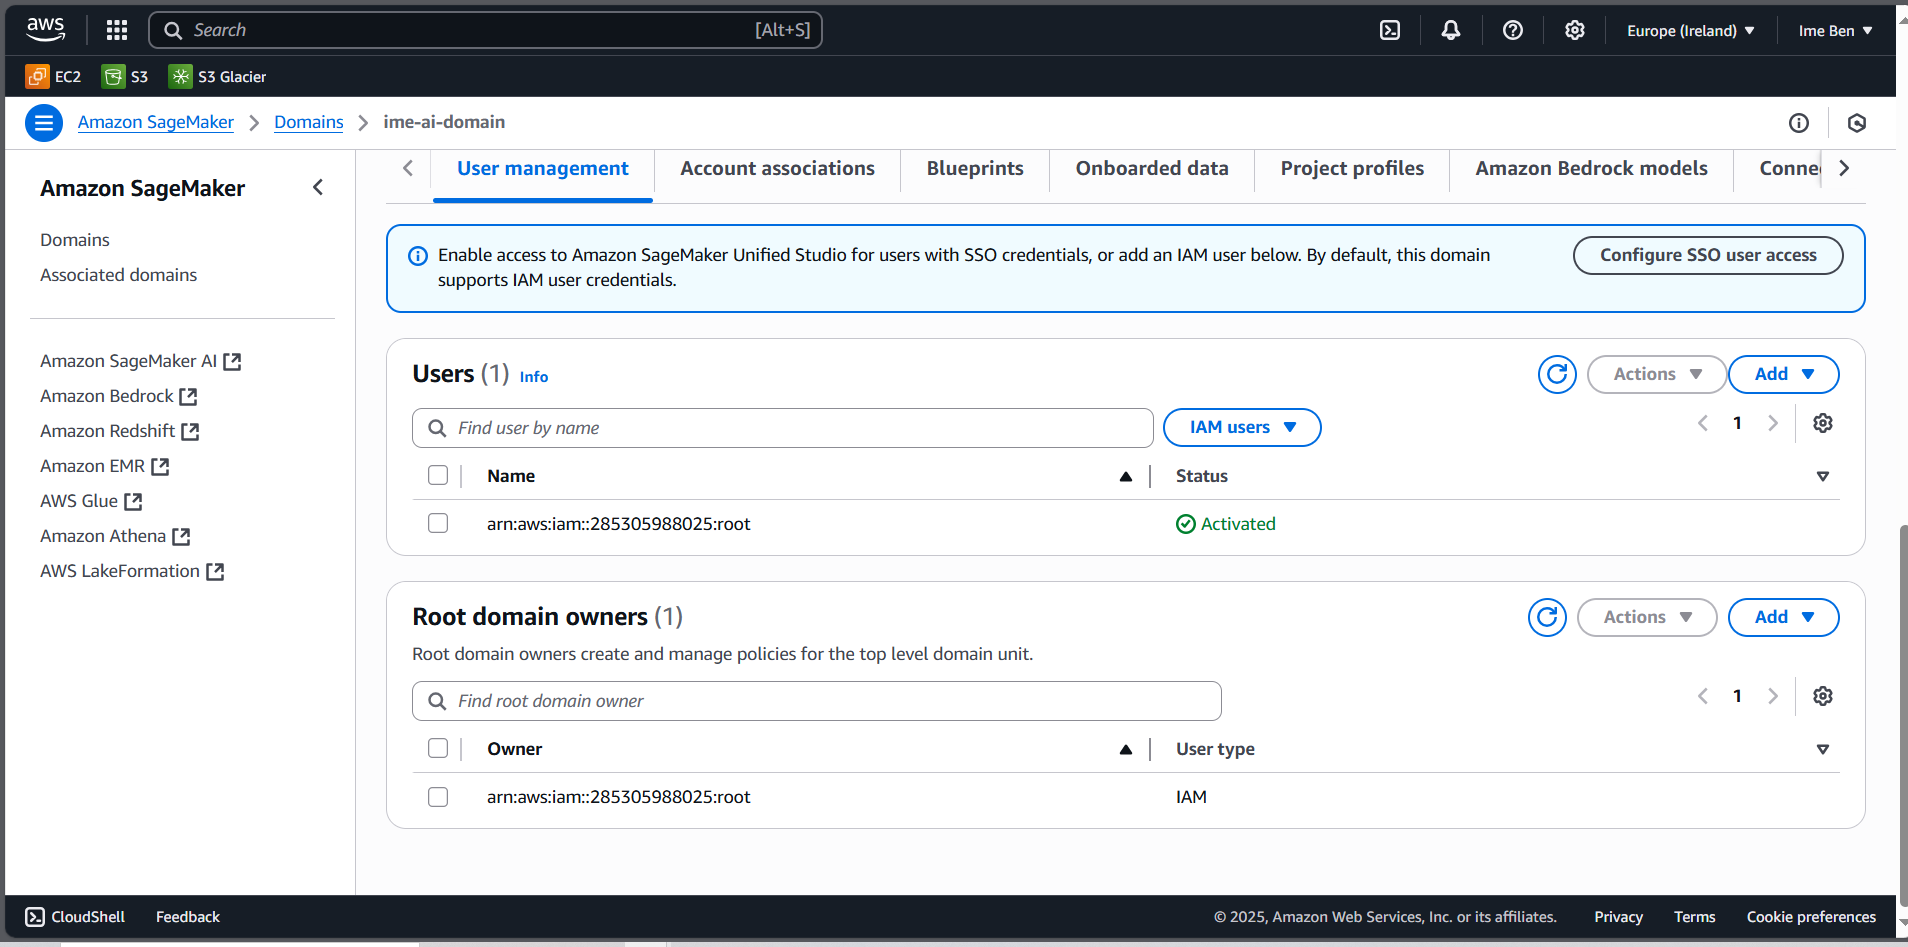 aws
Search [Alt+S]
Europe (Ireland)
Ime Ben
EC2
S3
S3 Glacier
Amazon SageMaker
Domains
ime-ai-domain
Amazon SageMaker
Domains
Associated domains
Amazon SageMaker AI
Amazon Bedrock
Amazon Redshift
Amazon EMR
AWS Glue
Amazon Athena
AWS LakeFormation
User management
Account associations
Blueprints
Onboarded data
Project profiles
Amazon Bedrock models
Conne
Enable access to Amazon SageMaker Unified Studio for users with SSO credentials, or add an IAM user below. By default, this domain
supports IAM user credentials.
Configure SSO user access
Users (1) Info
Actions
Add
Find user by name
IAM users
1
Name
Status
arn:aws:iam::285305988025:root
Activated
Root domain owners (1)
Actions
Add
Root domain owners create and manage policies for the top level domain unit.
Find root domain owner
1
Owner
User type
arn:aws:iam::285305988025:root
IAM
CloudShell
Feedback
© 2025, Amazon Web Services, Inc. or its affiliates.
Privacy
Terms
Cookie preferences